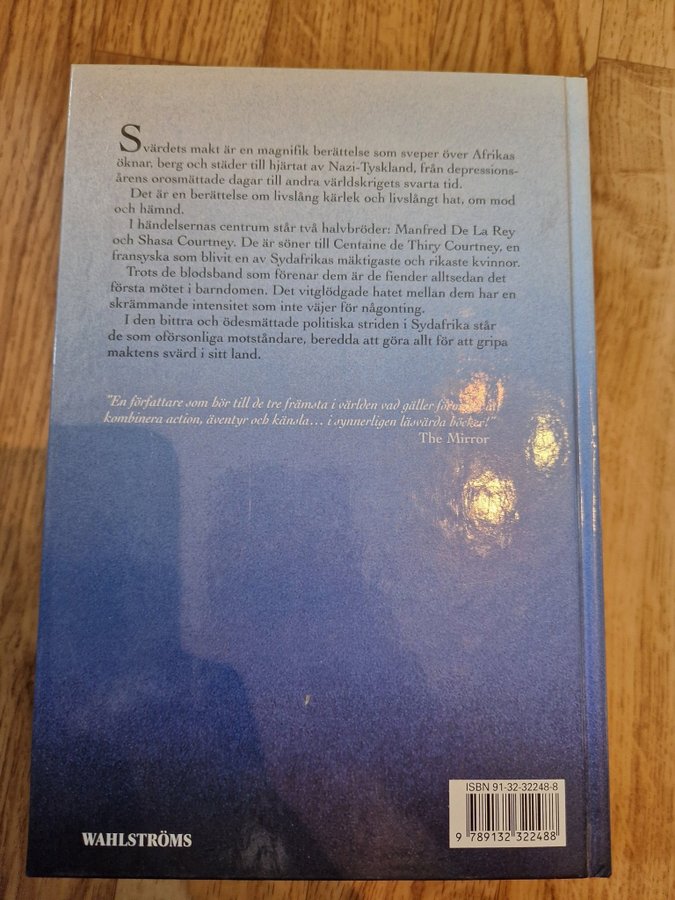 Svärdets makt är en magnifik berättelse som sveper över Afrikas
öknar, berg och städer till hjärtat av Nazi-Tyskland, från depressions-
årens orosmättade dagar till andra världskrigets svarta tid.
Det är en berättelse om livslång kärlek och livslångt hat, om mod
och hämnd.
I händelsernas centrum står två halvbröder: Manfred De La Rey
och Shasa Courtney. De är söner till Centaine de Thiry Courtney, en
fransyska som blivit en av Sydafrikas mäktigaste och rikaste kvinnor.
Trots de blodsband som förenar dem är de fiender alltsedan det
första mötet i barndomen. Det vitglödgade hatet mellan dem har en
skrämmande intensitet som inte väjer för någonting.
I den bittra och ödesmättade politiska striden i Sydafrika står
de som oförsonliga motståndare, beredda att göra allt för att gripa
maktens svärd i sitt land.
"En författare som hör till de tre främsta i världen vad gäller
kombinera action, äventyr och känsla... i synnerligen läsvärda böcker!"
The Mirror
WAHLSTRÖMS
ISBN 91-32-32248-8
9 789132 322488